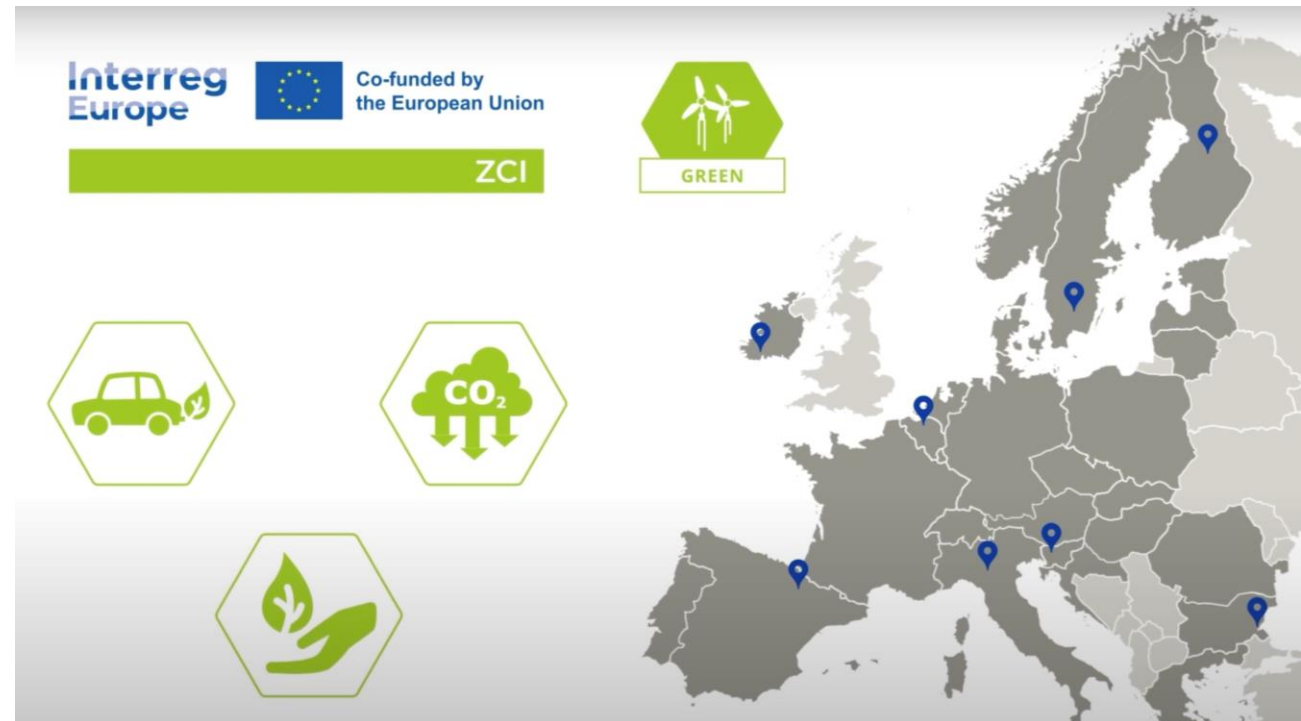 Interreg
Europe
Co-funded by
the European Union
ZCI
GREEN
CO₂